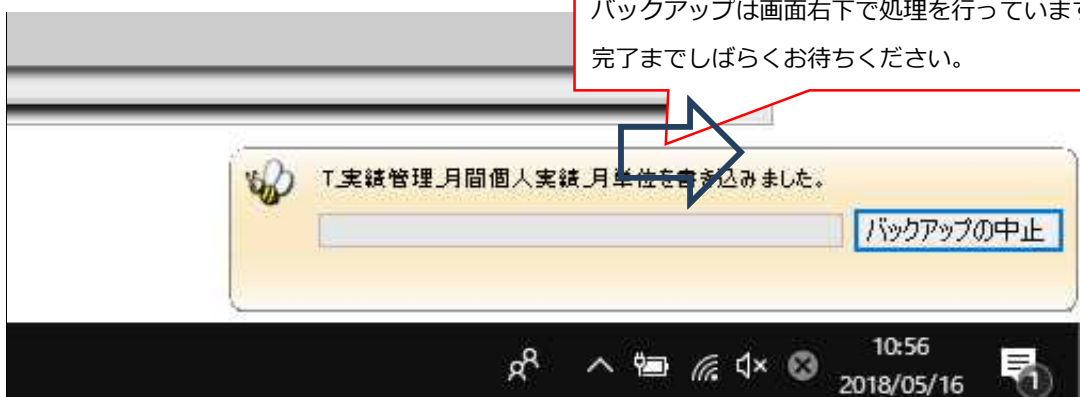 バックアップは画面右下で処理を行っています
完了までしばらくお待ちください。
T_実績管理_月間個人実績_月単位を書き込みました。
バックアップの中止
10:56
2018/05/16
1